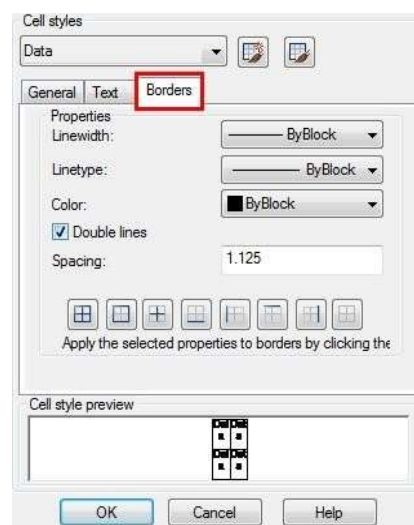 Cell styles
Data
General Text Borders
Properties
Linewidth: ByBlock
Linetype: ByBlock
Color: ByBlock
Double lines
Spacing: 1.125
Apply the selected properties to borders by clicking the
Cell style preview
OK Cancel Help